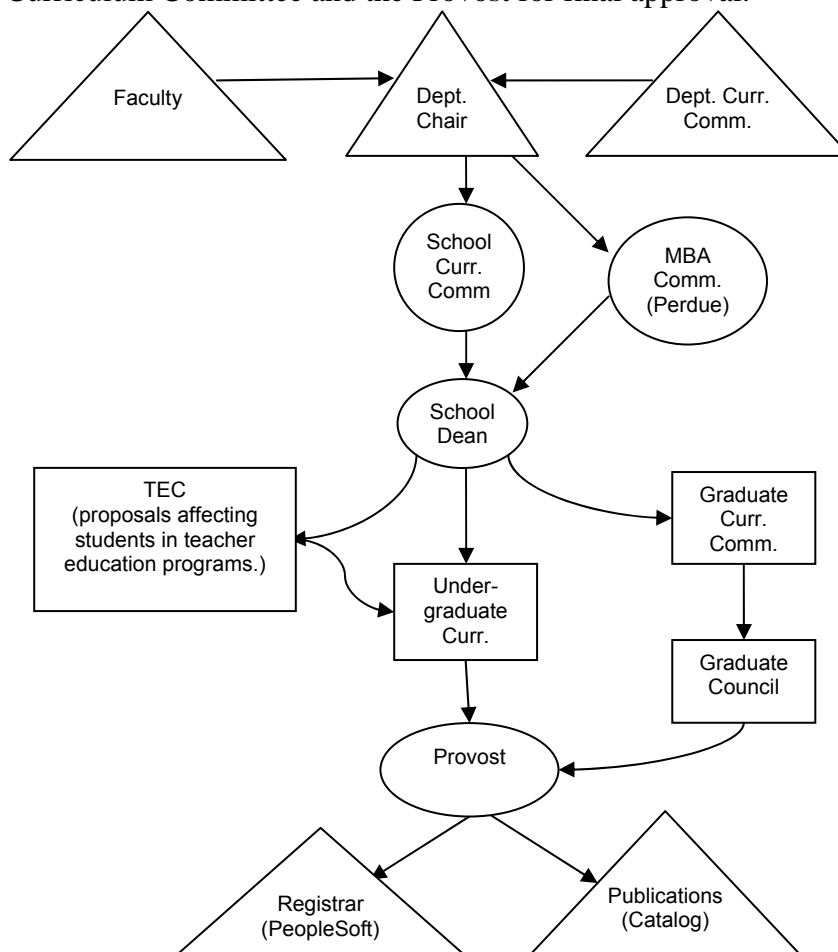 Curriculum Committee and the Provost for final approval.
Faculty
Dept.
Chair
Dept. Curr.
Comm.
School
Curr.
Comm
MBA
Comm.
(Perdue)
School
Dean
TEC
(proposals affecting
students in teacher
education programs.)
Graduate
Curr.
Comm.
Under-
graduate
Curr.
Graduate
Council
Provost
Registrar
(PeopleSoft)
Publications
(Catalog)